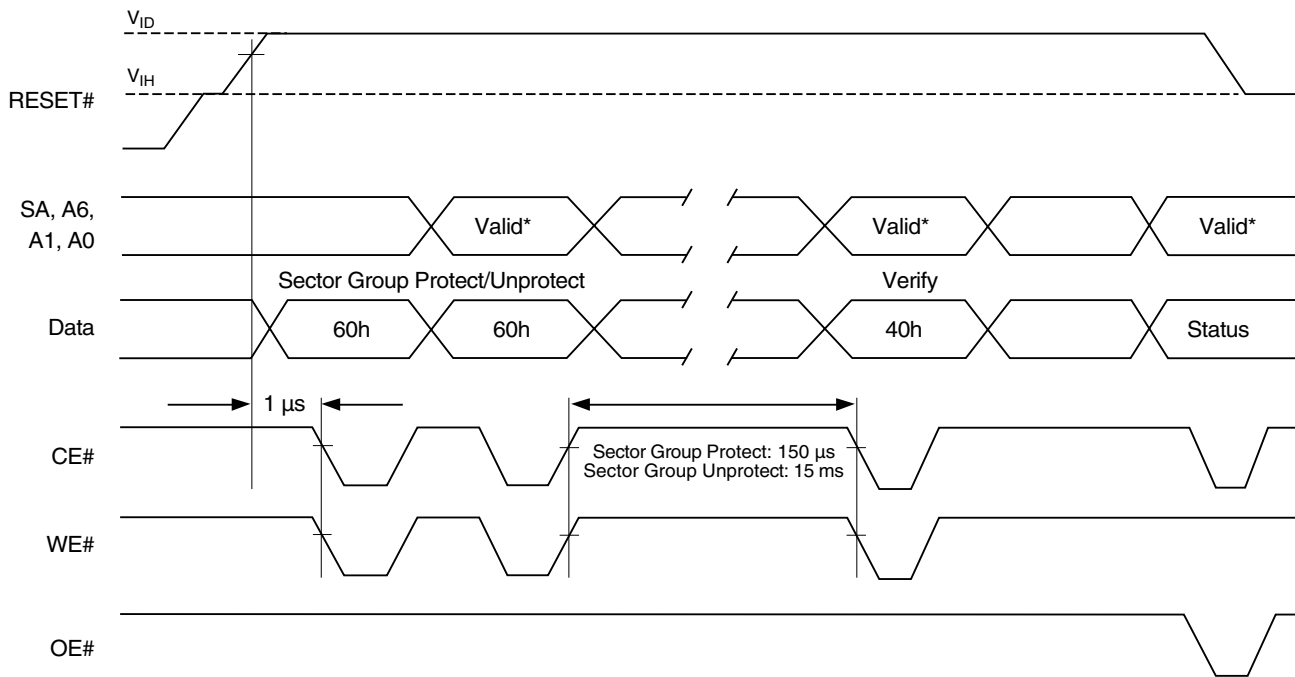 V_ID
V_IH
RESET#
SA, A6,
A1, A0
Valid* Valid* Valid*
Sector Group Protect/Unprotect Verify
Data 60h 60h 40h Status
1 µs
CE#
Sector Group Protect: 150 µs
Sector Group Unprotect: 15 ms
WE#
OE#